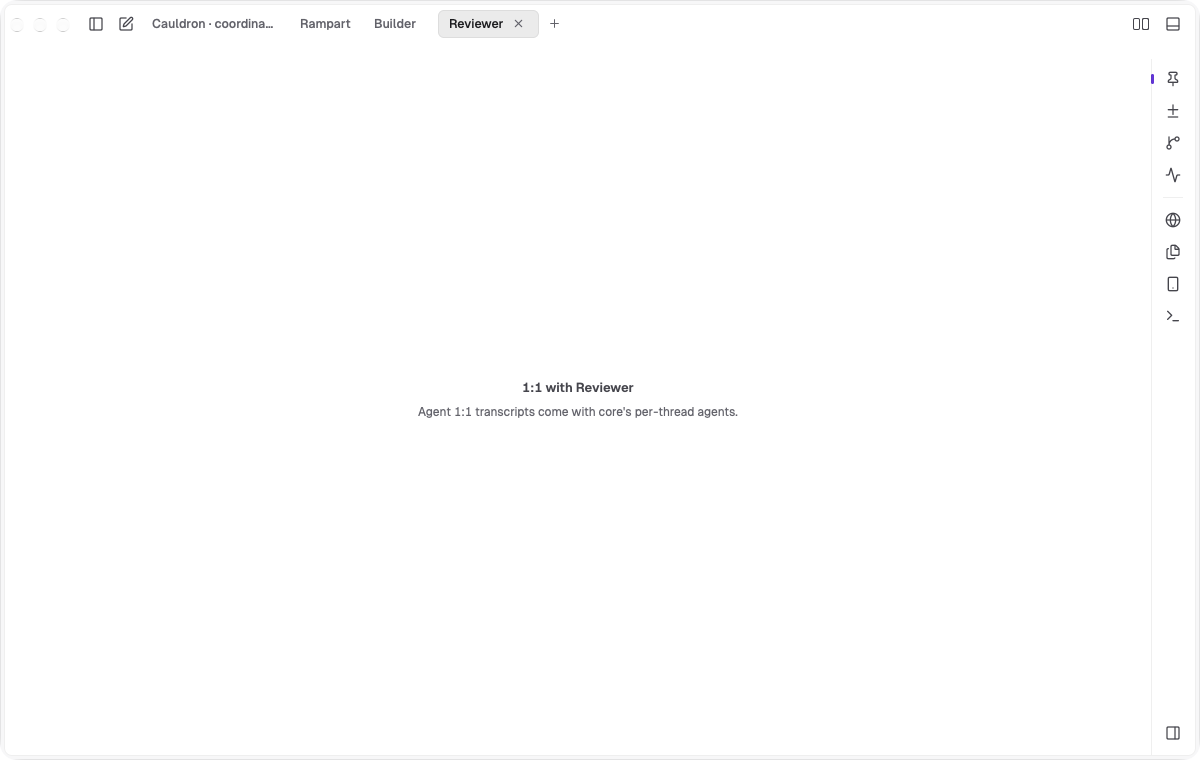 Cauldron · coordina…
Rampart
Builder
Reviewer
1:1 with Reviewer
Agent 1:1 transcripts come with core's per-thread agents.